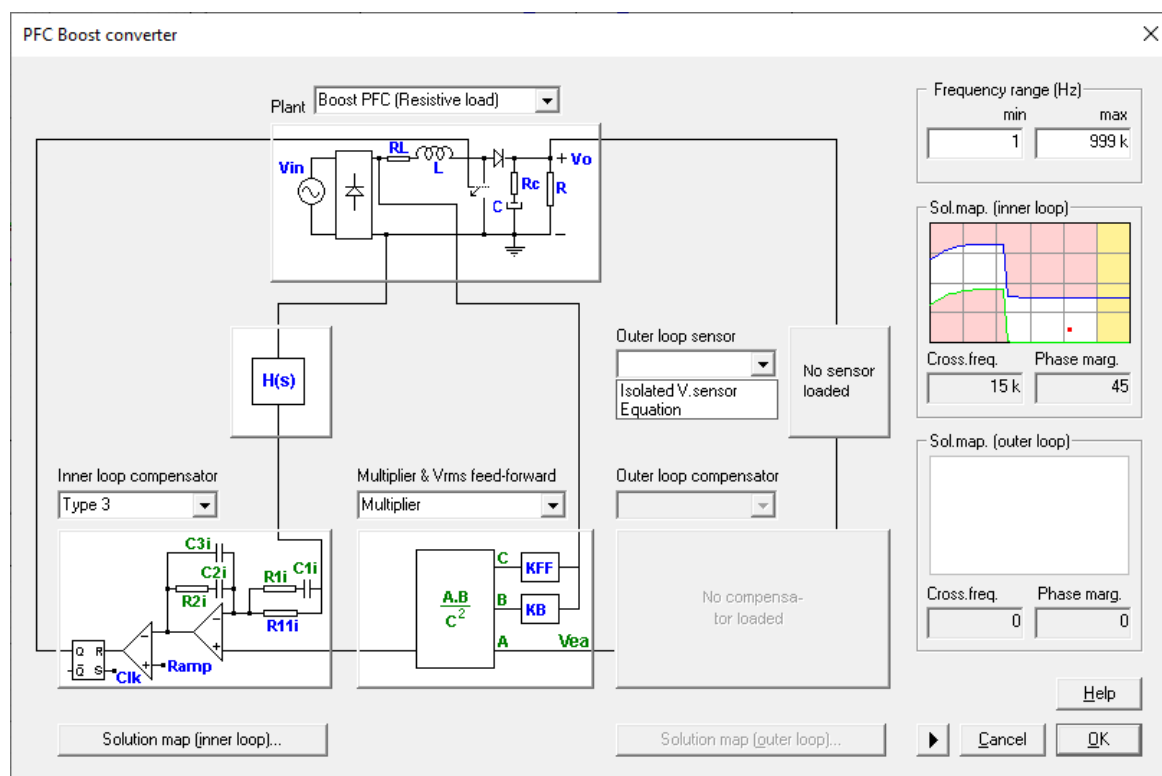 PFC Boost converter
Plant
Boost PFC (Resistive load)
Vin
RL
L
+ Vo
Rc
R
C
−
Frequency range (Hz)
min
max
1
999 k
Sol.map. (inner loop)
Cross.freq.
Phase marg.
15 k
45
H(s)
Outer loop sensor
Isolated V.sensor
Equation
No sensor
loaded
Sol.map. (outer loop)
Cross.freq.
Phase marg.
0
0
Inner loop compensator
Type 3
C3i
C2i
R2i
R1i
C1i
R11i
−
+
−
+
Q R
Q̅ S
Clk
Ramp
Multiplier & Vrms feed-forward
Multiplier
A.B
C²
C
KFF
B
KB
A
Vea
Outer loop compensator
No compensa-
tor loaded
Solution map (inner loop)...
Solution map (outer loop)...
Help
Cancel
OK